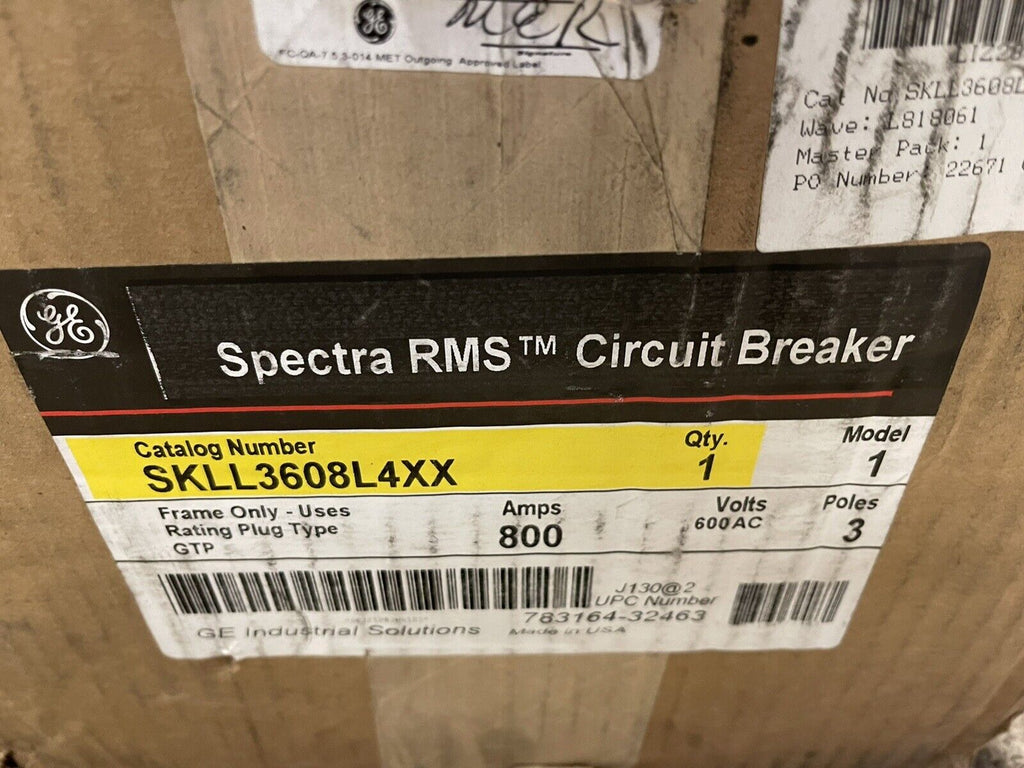 GE
MCR
FC-QA-7.5.3-014 MET Outgoing Approved Label
Cat No SKLL3608L
Wave: L818061
Master Pack: 1
PO Number: 22671
GE
Spectra RMS™ Circuit Breaker
Catalog Number
SKLL3608L4XX
Qty.
1
Model
1
Frame Only - Uses
Rating Plug Type
GTP
Amps
800
Volts
600AC
Poles
3
J130@2
UPC Number
783164-32463
GE Industrial Solutions
Made in USA